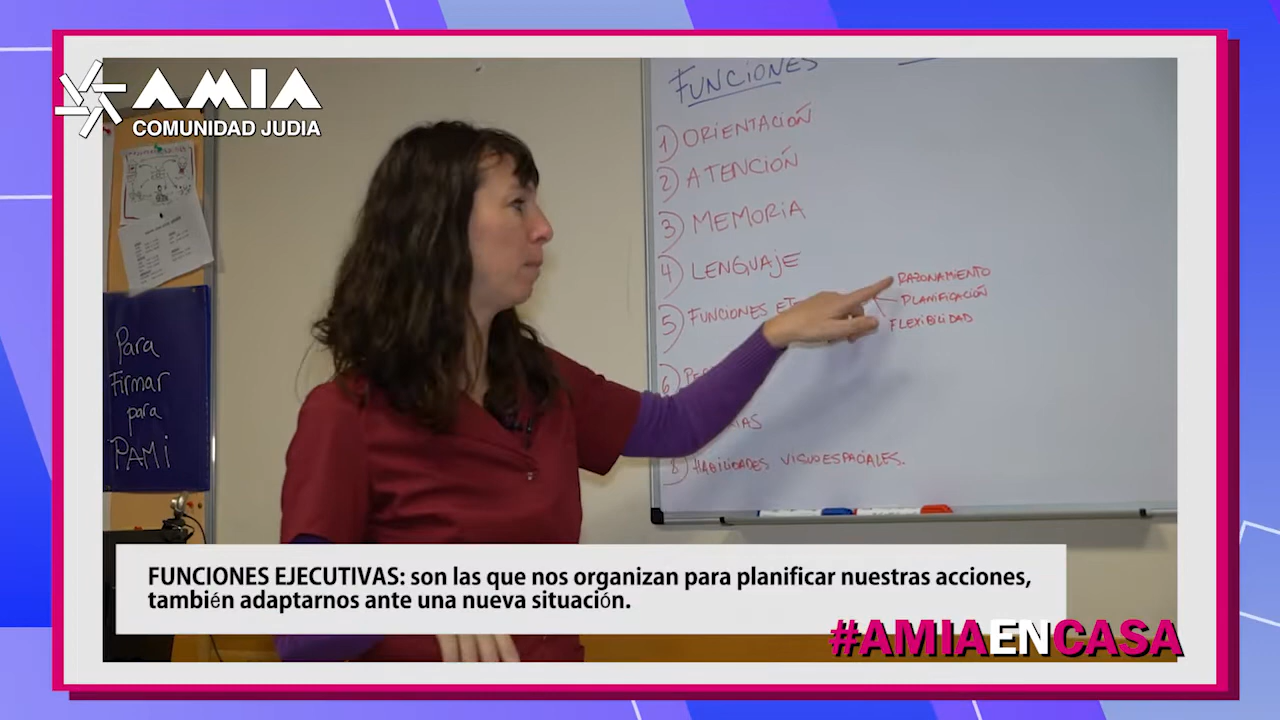 AMIA
COMUNIDAD JUDIA
FUNCIONES
1) ORIENTACIÓN
2) ATENCIÓN
3) MEMORIA
4) LENGUAJE
5) FUNCIONES EJ
RAZONAMIENTO
PLANIFICACIÓN
FLEXIBILIDAD
6) PE
8) HABILIDADES VISUOESPACIALES.
Para
Firmar
para
PAMi
FUNCIONES EJECUTIVAS: son las que nos organizan para planificar nuestras acciones,
también adaptarnos ante una nueva situación.
#AMIAENCASA